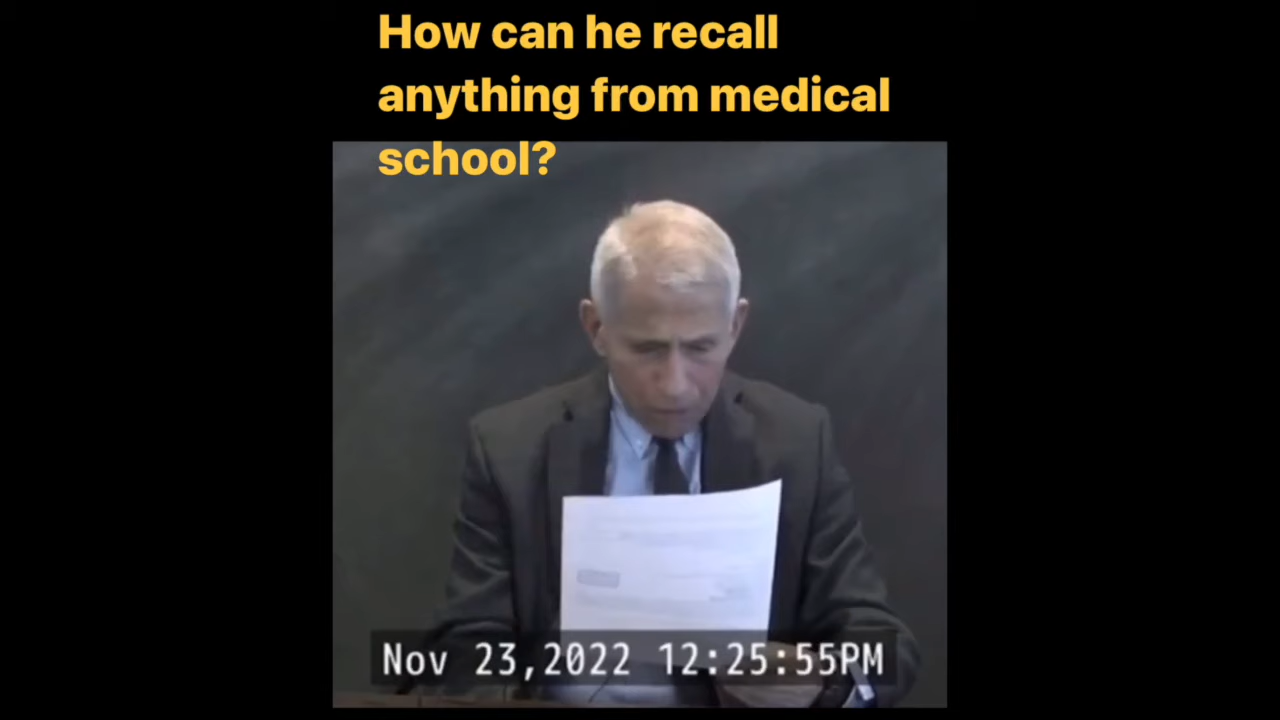 How can he recall
anything from medical
school?
Nov 23,2022 12:25:55PM